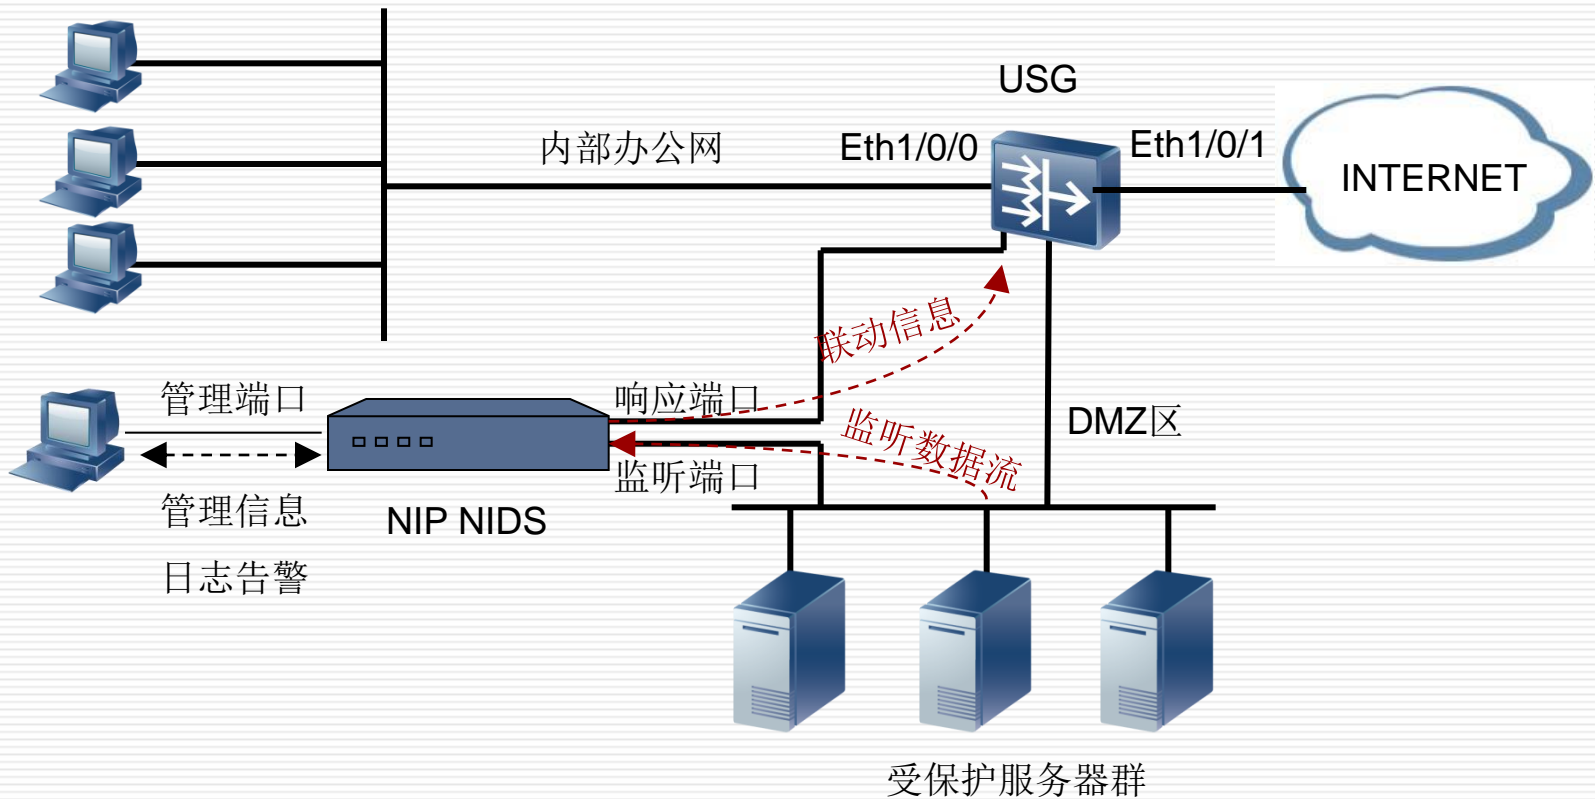 USG
内部办公网
Eth1/0/0
Eth1/0/1
INTERNET
联动信息
管理端口
响应端口
监听数据流
DMZ区
监听端口
管理信息
NIP NIDS
日志告警
受保护服务器群